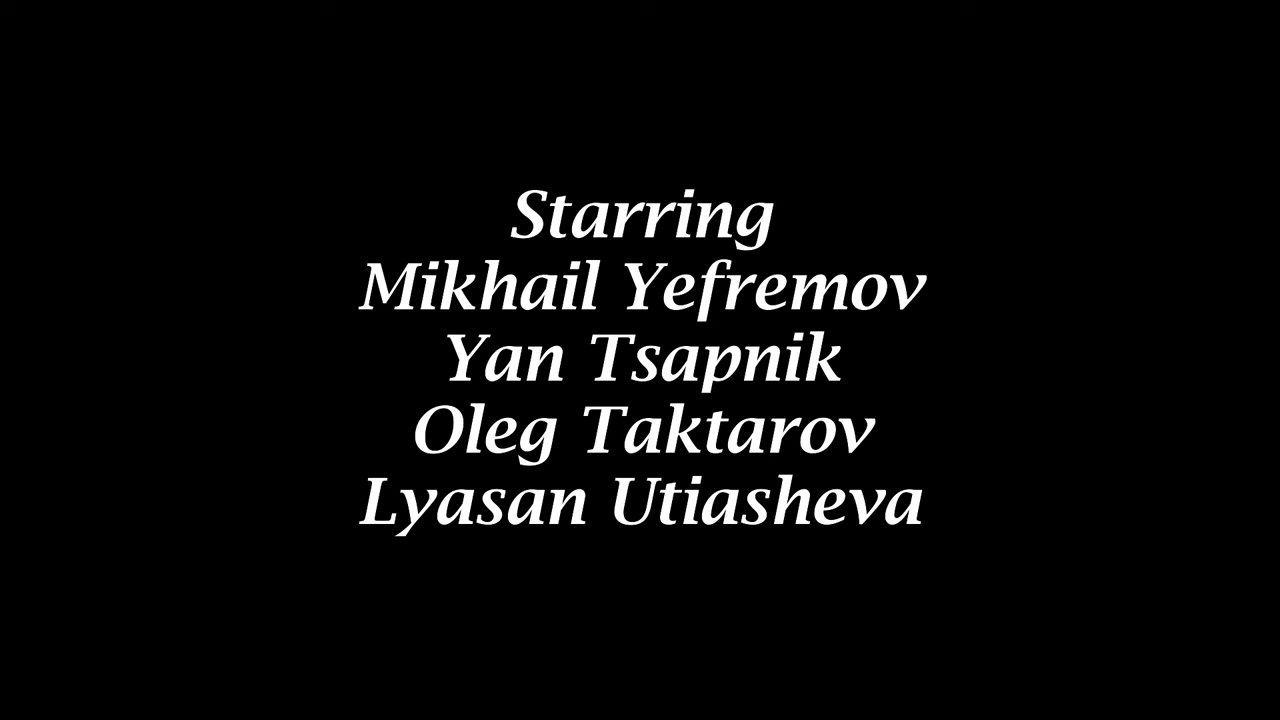 Starring
Mikhail Yefremov
Yan Tsapnik
Oleg Taktarov
Lyasan Utiasheva